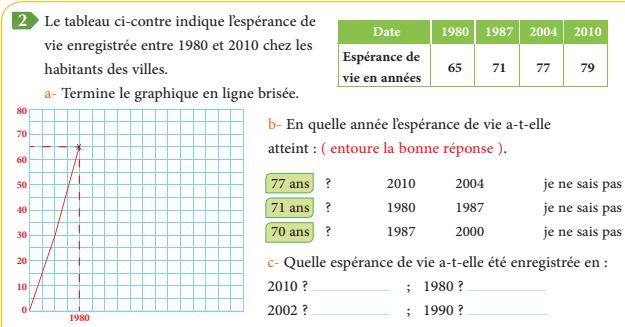 2 Le tableau ci-contre indique l'espérance de
vie enregistrée entre 1980 et 2010 chez les
habitants des villes.
Date 1980 1987 2004 2010
Espérance de
vie en années 65 71 77 79
a- Termine le graphique en ligne brisée.
80
70
60
50
40
30
20
10
0
1980
b- En quelle année l'espérance de vie a-t-elle
atteint : ( entoure la bonne réponse ).
77 ans ? 2010 2004 je ne sais pas
71 ans ? 1980 1987 je ne sais pas
70 ans ? 1987 2000 je ne sais pas
c- Quelle espérance de vie a-t-elle été enregistrée en :
2010 ? ; 1980 ?
2002 ? ; 1990 ?